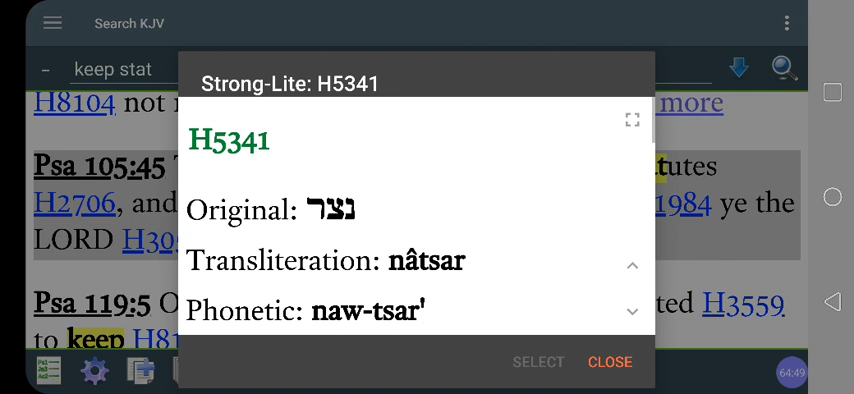 Search KJV
- keep stat
Strong-Lite: H5341
H8104 not more
H5341
Psa 105:45 tutes
Original: נצר
H2706, and 1984 ye the
LORD H30
Transliteration: nâtsar
Psa 119:5 O ted H3559
Phonetic: naw-tsar'
to keep H81
SELECT CLOSE
64:49